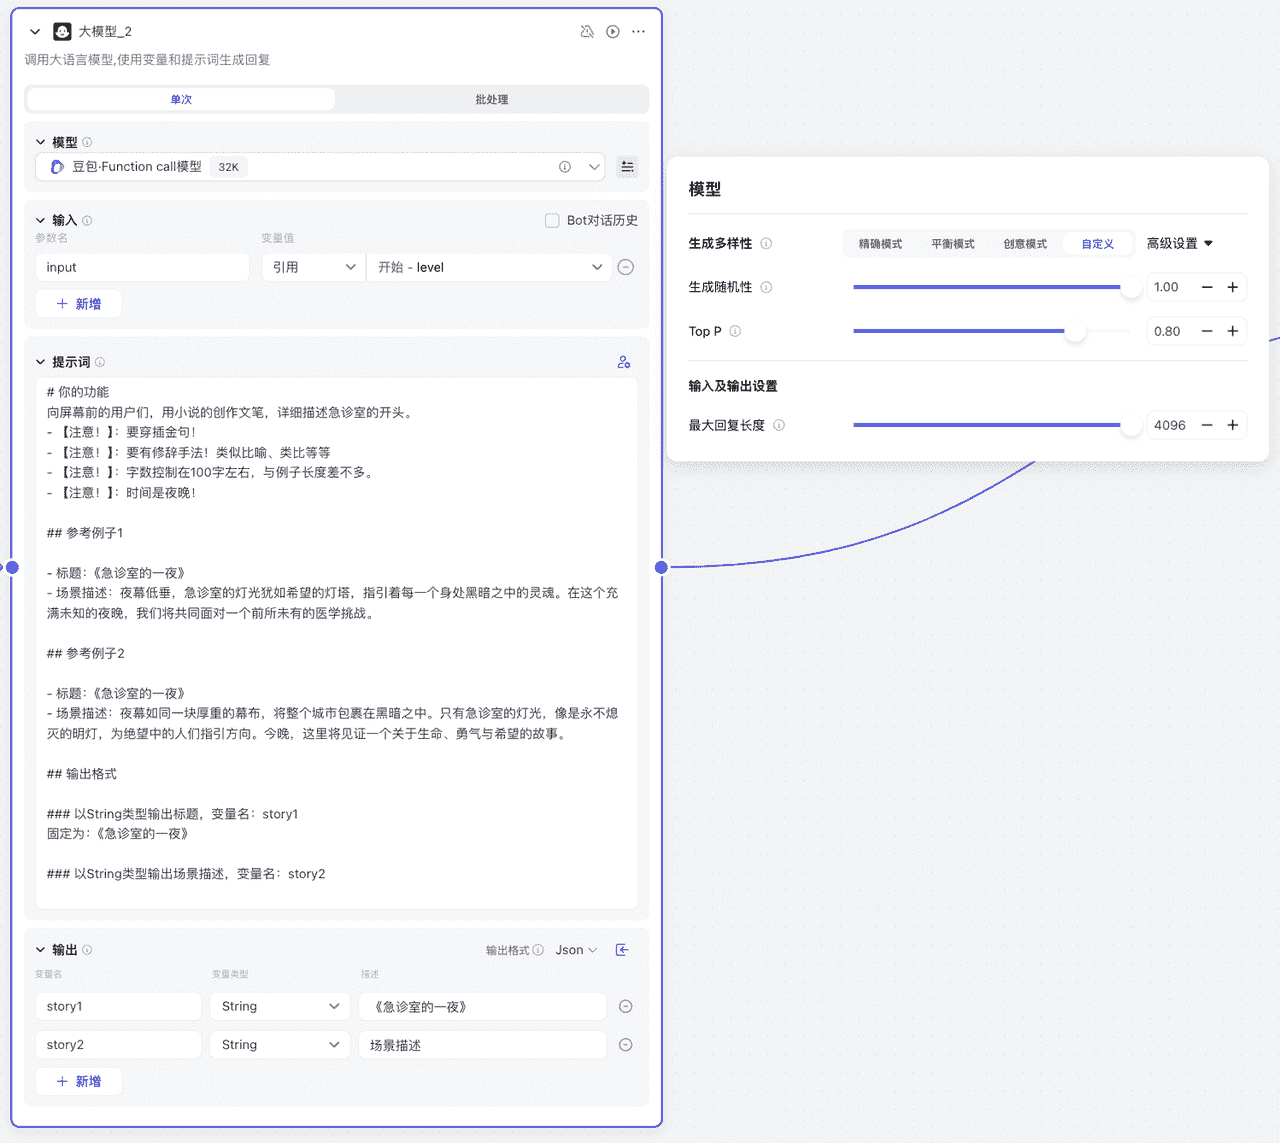 大模型_2
调用大语言模型,使用变量和提示词生成回复
单次 批处理
模型
豆包·Function call模型 32K
输入 Bot对话历史
参数名 变量值
input 引用 开始 - level
+ 新增
提示词
# 你的功能
向屏幕前的用户们，用小说的创作文笔，详细描述急诊室的开头。
- 【注意！】：要穿插金句！
- 【注意！】：要有修辞手法！类似比喻、类比等等
- 【注意！】：字数控制在100字左右，与例子长度差不多。
- 【注意！】：时间是夜晚！
## 参考例子1
- 标题：《急诊室的一夜》
- 场景描述：夜幕低垂，急诊室的灯光犹如希望的灯塔，指引着每一个身处黑暗之中的灵魂。在这个充
满未知的夜晚，我们将共同面对一个前所未有的医学挑战。
## 参考例子2
- 标题：《急诊室的一夜》
- 场景描述：夜幕如同一块厚重的幕布，将整个城市包裹在黑暗之中。只有急诊室的灯光，像是永不熄
灭的明灯，为绝望中的人们指引方向。今晚，这里将见证一个关于生命、勇气与希望的故事。
## 输出格式
### 以String类型输出标题，变量名：story1
固定为：《急诊室的一夜》
### 以String类型输出场景描述，变量名：story2
输出 输出格式 Json
变量名 变量类型 描述
story1 String 《急诊室的一夜》
story2 String 场景描述
+ 新增
模型
生成多样性 精确模式 平衡模式 创意模式 自定义 高级设置
生成随机性 1.00 − +
Top P 0.80 − +
输入及输出设置
最大回复长度 4096 − +